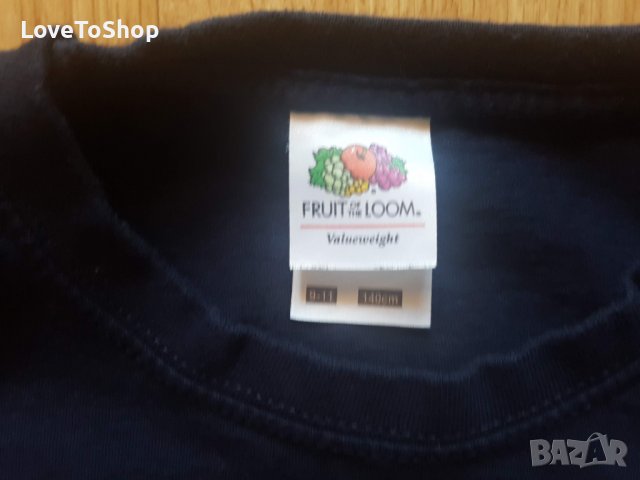 LoveToShop
FRUIT OF THE LOOM®
Valueweight
9-11 140cm
BAZAR